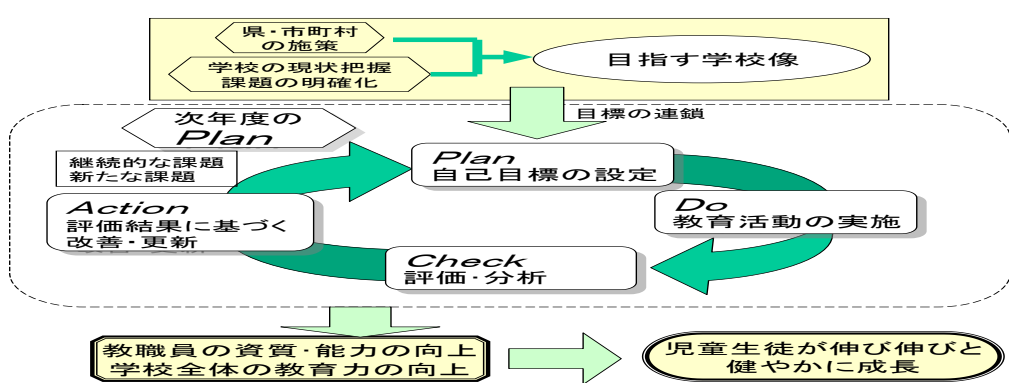 県・市町村
の施策
学校の現状把握
課題の明確化
目指す学校像
目標の連鎖
次年度の
Plan
継続的な課題
新たな課題
Plan
自己目標の設定
Do
教育活動の実施
Action
評価結果に基づく
改善・更新
Check
評価・分析
教職員の資質・能力の向上
学校全体の教育力の向上
児童生徒が伸び伸びと
健やかに成長